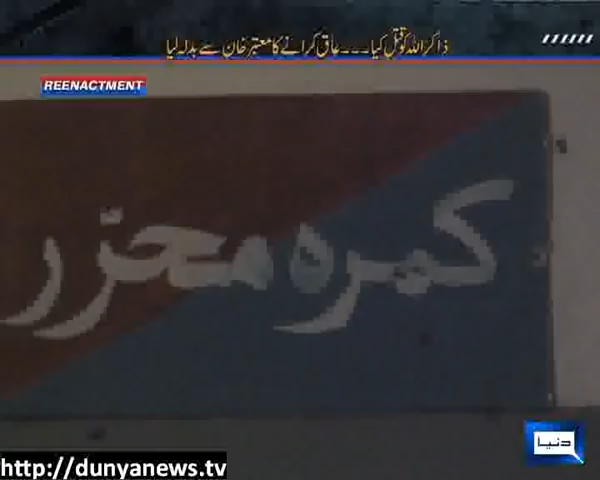 ذاکر اللہ کو قتل کیا ۔۔۔ عاق کرانے کا معتبر خان سے بدلہ لیا
REENACTMENT
کمرہ محرر
دنیا
http://dunyanews.tv